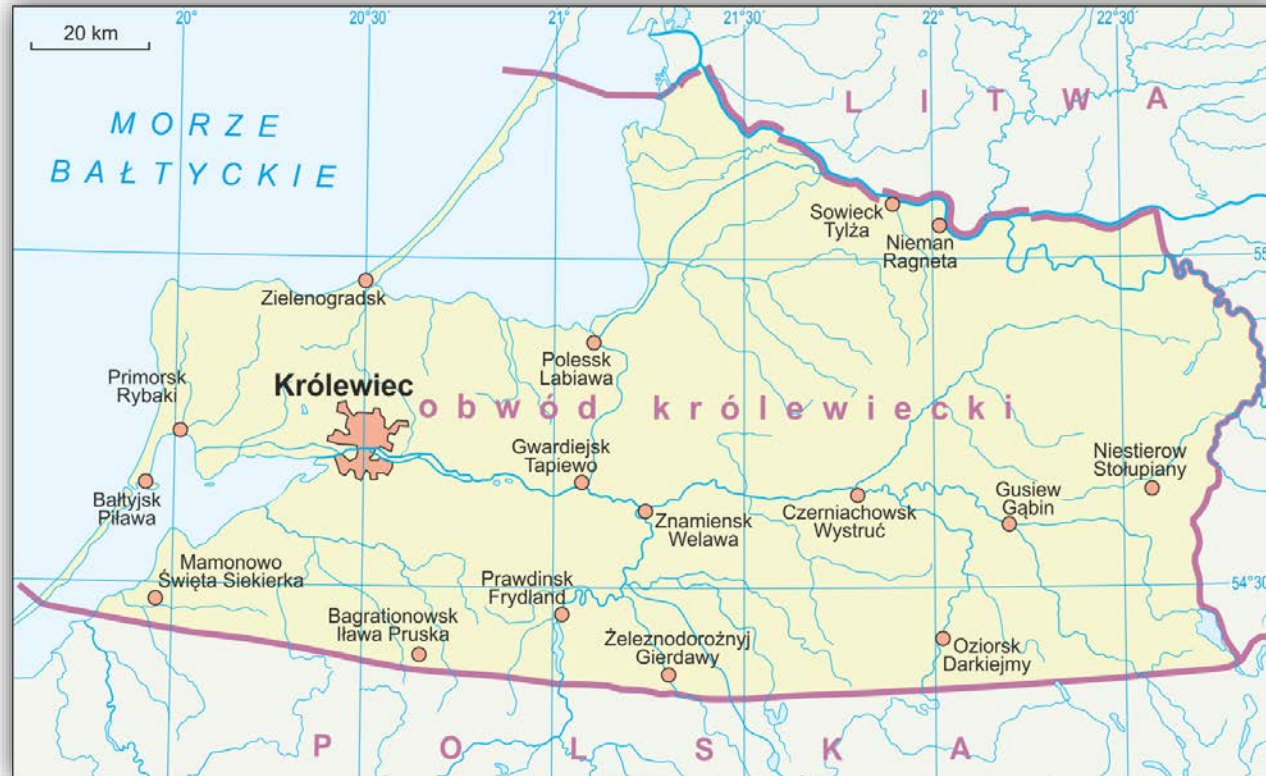 20 km
20°
20°30'
21°
21°30'
22°
22°30'
MORZE
BAŁTYCKIE
LITWA
Sowieck
Tylża
Nieman
Ragneta
55
Zielenogradsk
Polessk
Labiawa
Primorsk
Rybaki
Królewiec
obwód królewiecki
Gwardiejsk
Tapiewo
Niestierow
Stołupiany
Bałtyjsk
Piława
Znamiensk
Welawa
Czerniachowsk
Wystruć
Gusiew
Gąbin
Mamonowo
Święta Siekierka
Prawdinsk
Frydland
54°30
Bagrationowsk
Iława Pruska
Żeleznodorożnyj
Gierdawy
Oziorsk
Darkiejmy
POLSKA